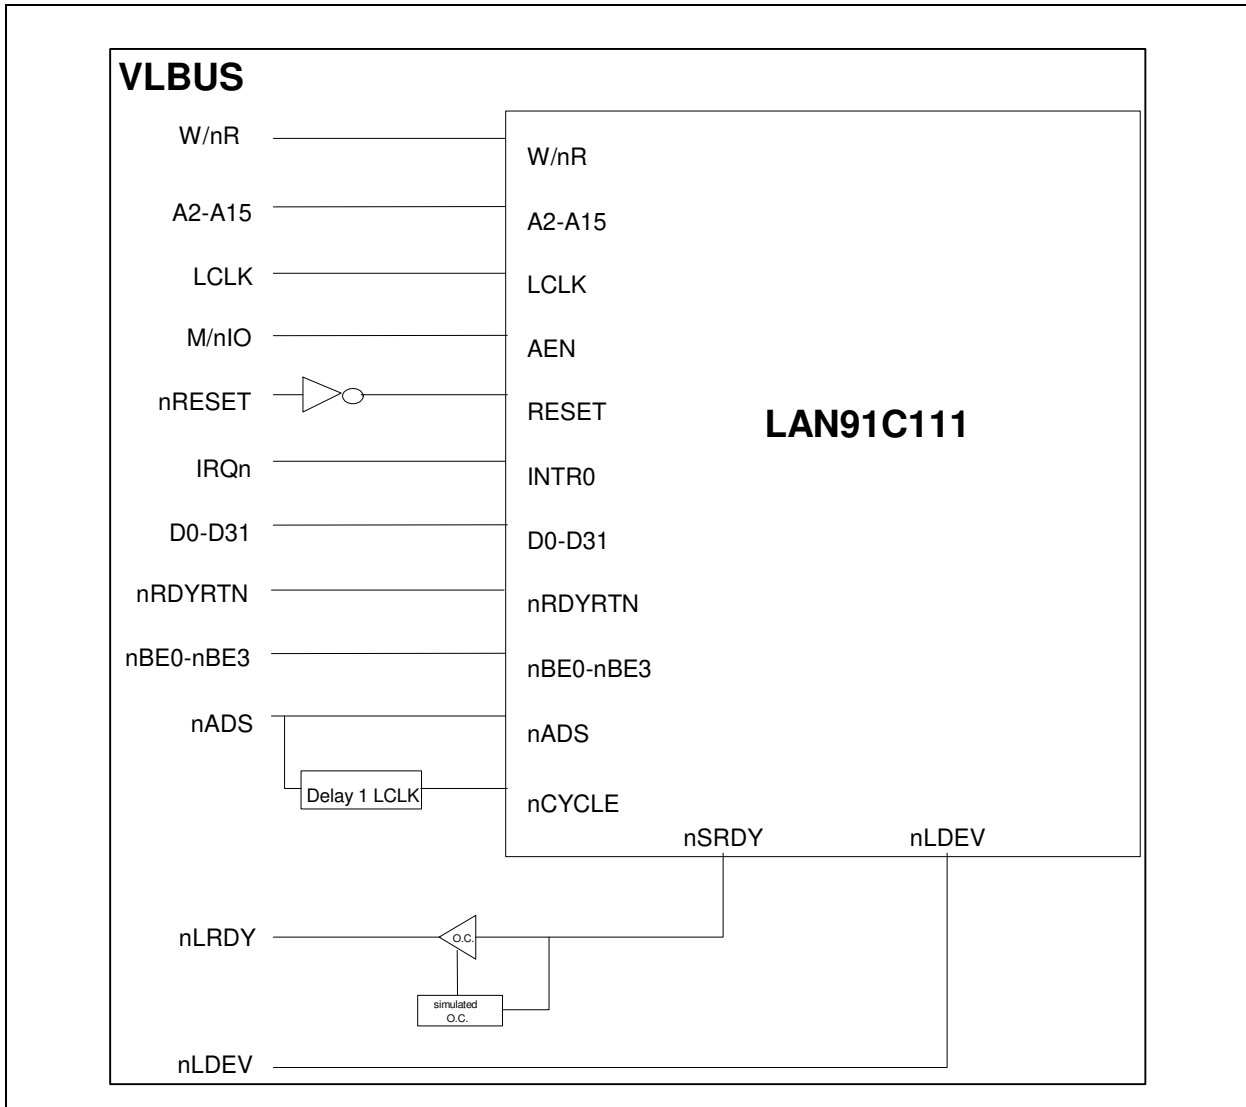 VLBUS
W/nR
W/nR
A2-A15
A2-A15
LCLK
LCLK
M/nIO
AEN
nRESET
RESET
LAN91C111
IRQn
INTR0
D0-D31
D0-D31
nRDYRTN
nRDYRTN
nBE0-nBE3
nBE0-nBE3
nADS
nADS
Delay 1 LCLK
nCYCLE
nSRDY
nLDEV
nLRDY
O.C.
simulated
O.C.
nLDEV